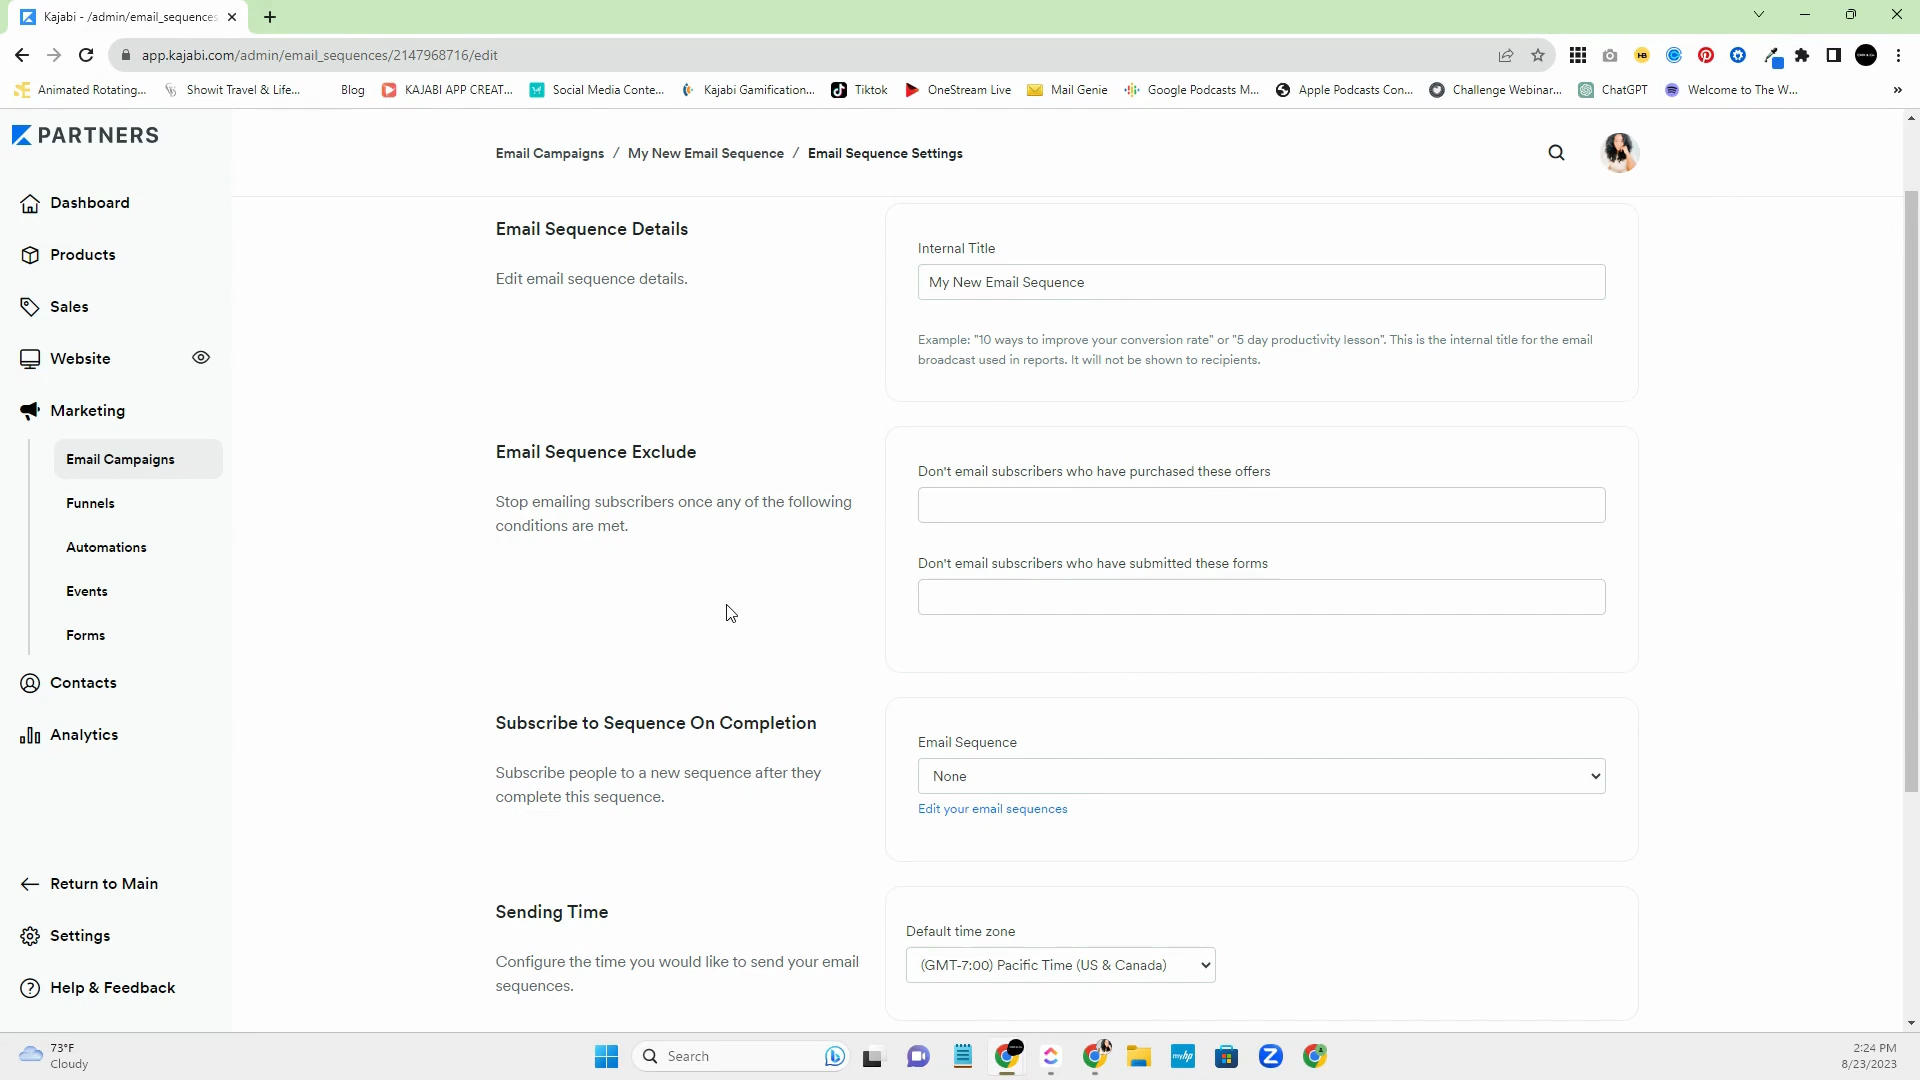 Kajabi - /admin/email_sequences
app.kajabi.com/admin/email_sequences/2147968716/edit
Animated Rotating...
Showit Travel & Life...
Blog
KAJABI APP CREAT...
Social Media Conte...
Kajabi Gamification...
Tiktok
OneStream Live
Mail Genie
Google Podcasts M...
Apple Podcasts Con...
Challenge Webinar...
ChatGPT
Welcome to The W...
PARTNERS
Email Campaigns / My New Email Sequence / Email Sequence Settings
Dashboard
Products
Sales
Website
Marketing
Email Campaigns
Funnels
Automations
Events
Forms
Contacts
Analytics
Return to Main
Settings
Help & Feedback
Email Sequence Details
Edit email sequence details.
Internal Title
My New Email Sequence
Example: "10 ways to improve your conversion rate" or "5 day productivity lesson". This is the internal title for the email
broadcast used in reports. It will not be shown to recipients.
Email Sequence Exclude
Stop emailing subscribers once any of the following
conditions are met.
Don't email subscribers who have purchased these offers
Don't email subscribers who have submitted these forms
Subscribe to Sequence On Completion
Subscribe people to a new sequence after they
complete this sequence.
Email Sequence
None
Edit your email sequences
Sending Time
Configure the time you would like to send your email
sequences.
Default time zone
(GMT-7:00) Pacific Time (US & Canada)
73°F
Cloudy
Search
2:24 PM
8/23/2023